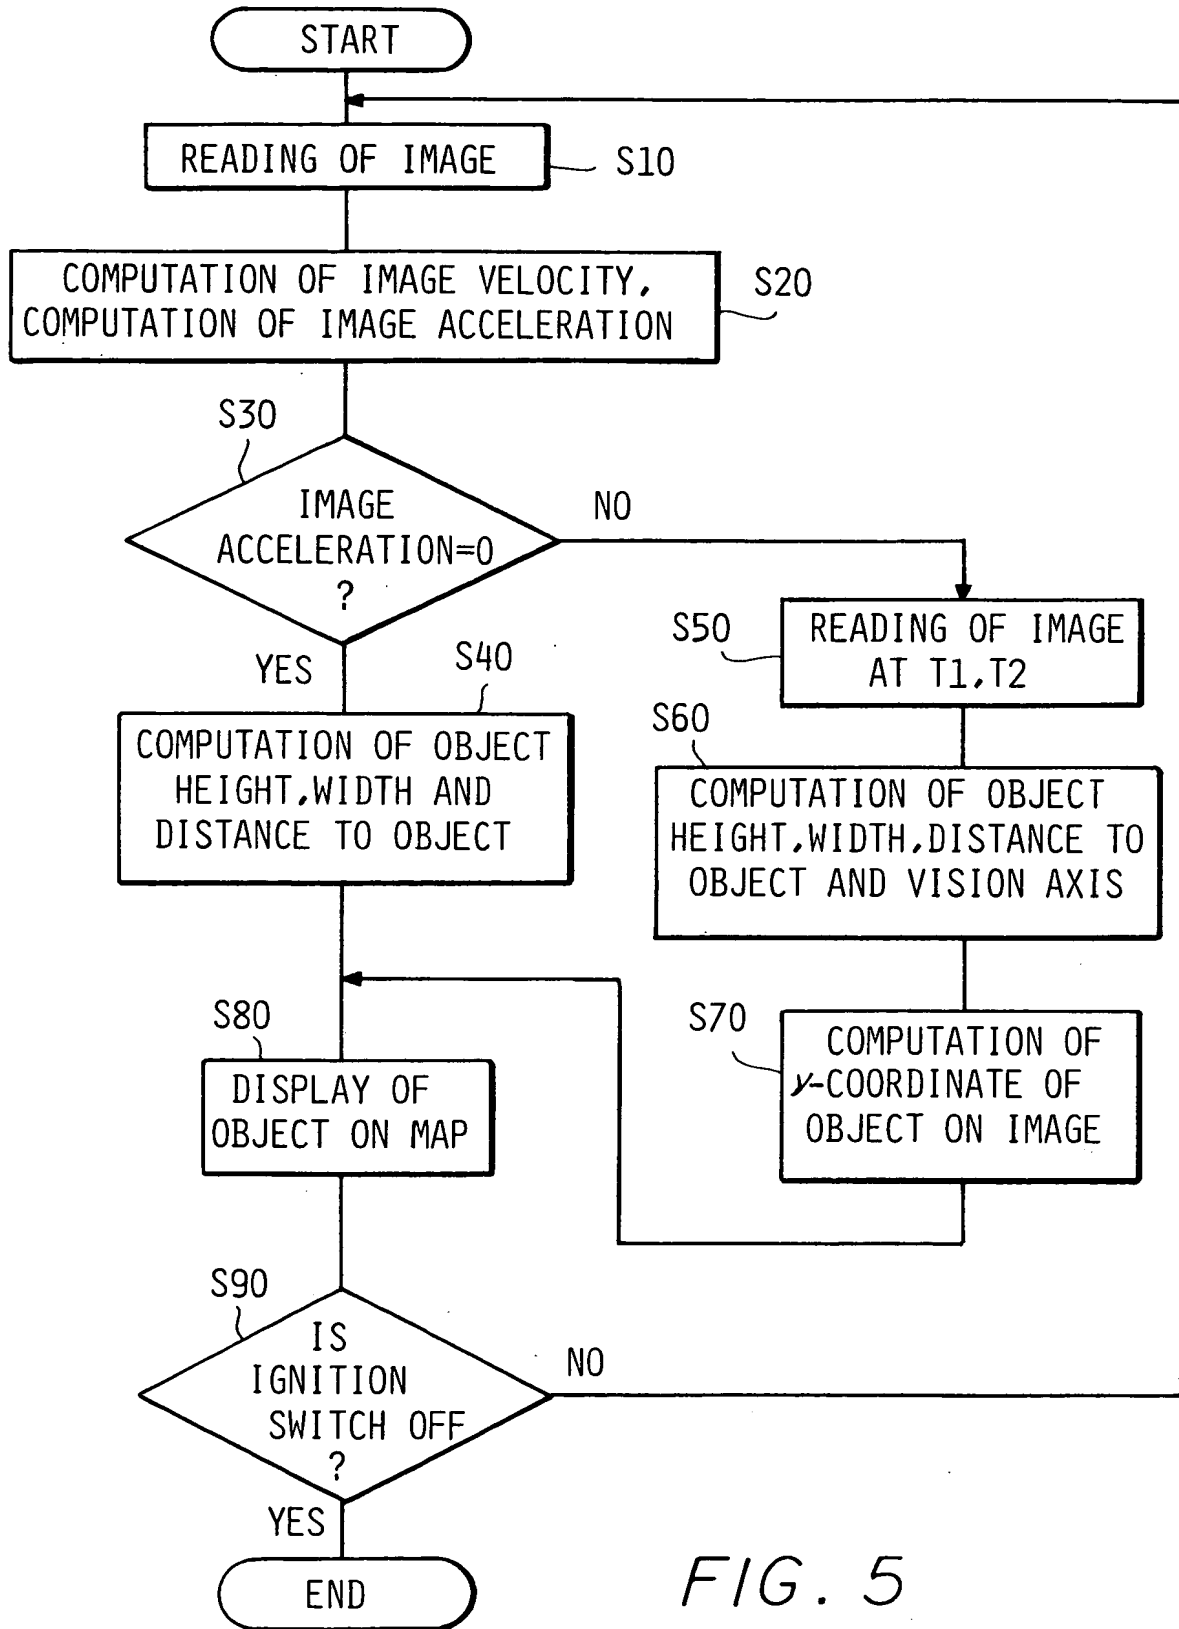 START
READING OF IMAGE
S10
COMPUTATION OF IMAGE VELOCITY,
COMPUTATION OF IMAGE ACCELERATION
S20
S30
IMAGE
ACCELERATION=0
?
NO
YES
S40
COMPUTATION OF OBJECT
HEIGHT,WIDTH AND
DISTANCE TO OBJECT
S50
READING OF IMAGE
AT T1,T2
S60
COMPUTATION OF OBJECT
HEIGHT,WIDTH,DISTANCE TO
OBJECT AND VISION AXIS
S70
COMPUTATION OF
y-COORDINATE OF
OBJECT ON IMAGE
S80
DISPLAY OF
OBJECT ON MAP
S90
IS
IGNITION
SWITCH OFF
?
NO
YES
END
FIG. 5